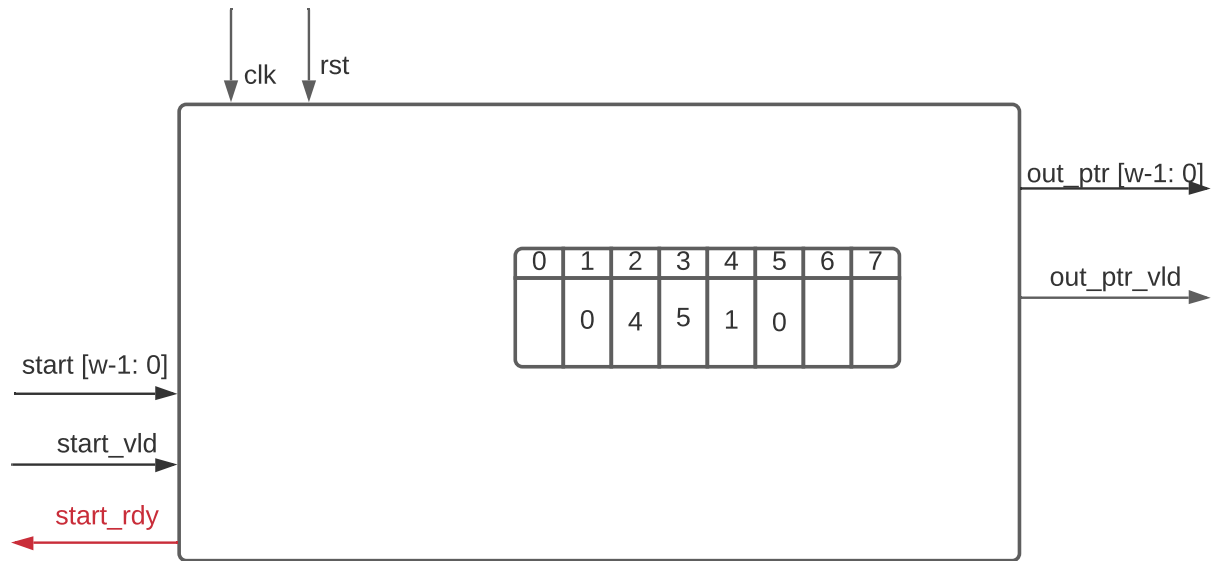 clk
rst
out_ptr [w-1: 0]
out_ptr_vld
0 1 2 3 4 5 6 7
0 4 5 1 0
start [w-1: 0]
start_vld
start_rdy